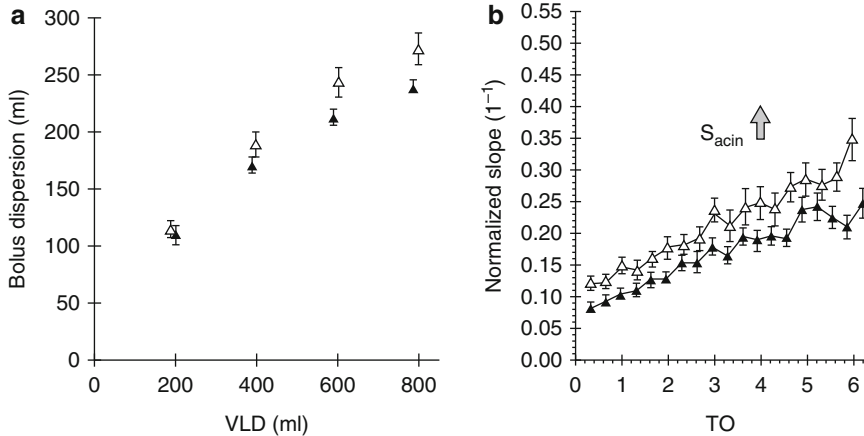 a
Bolus dispersion (ml)
300
250
200
150
100
50
0
0 200 400 600 800
VLD (ml)
b
Normalized slope (1⁻¹)
0.55
0.50
0.45
0.40
0.35
0.30
0.25
0.20
0.15
0.10
0.05
0.00
S_acin
0 1 2 3 4 5 6
TO